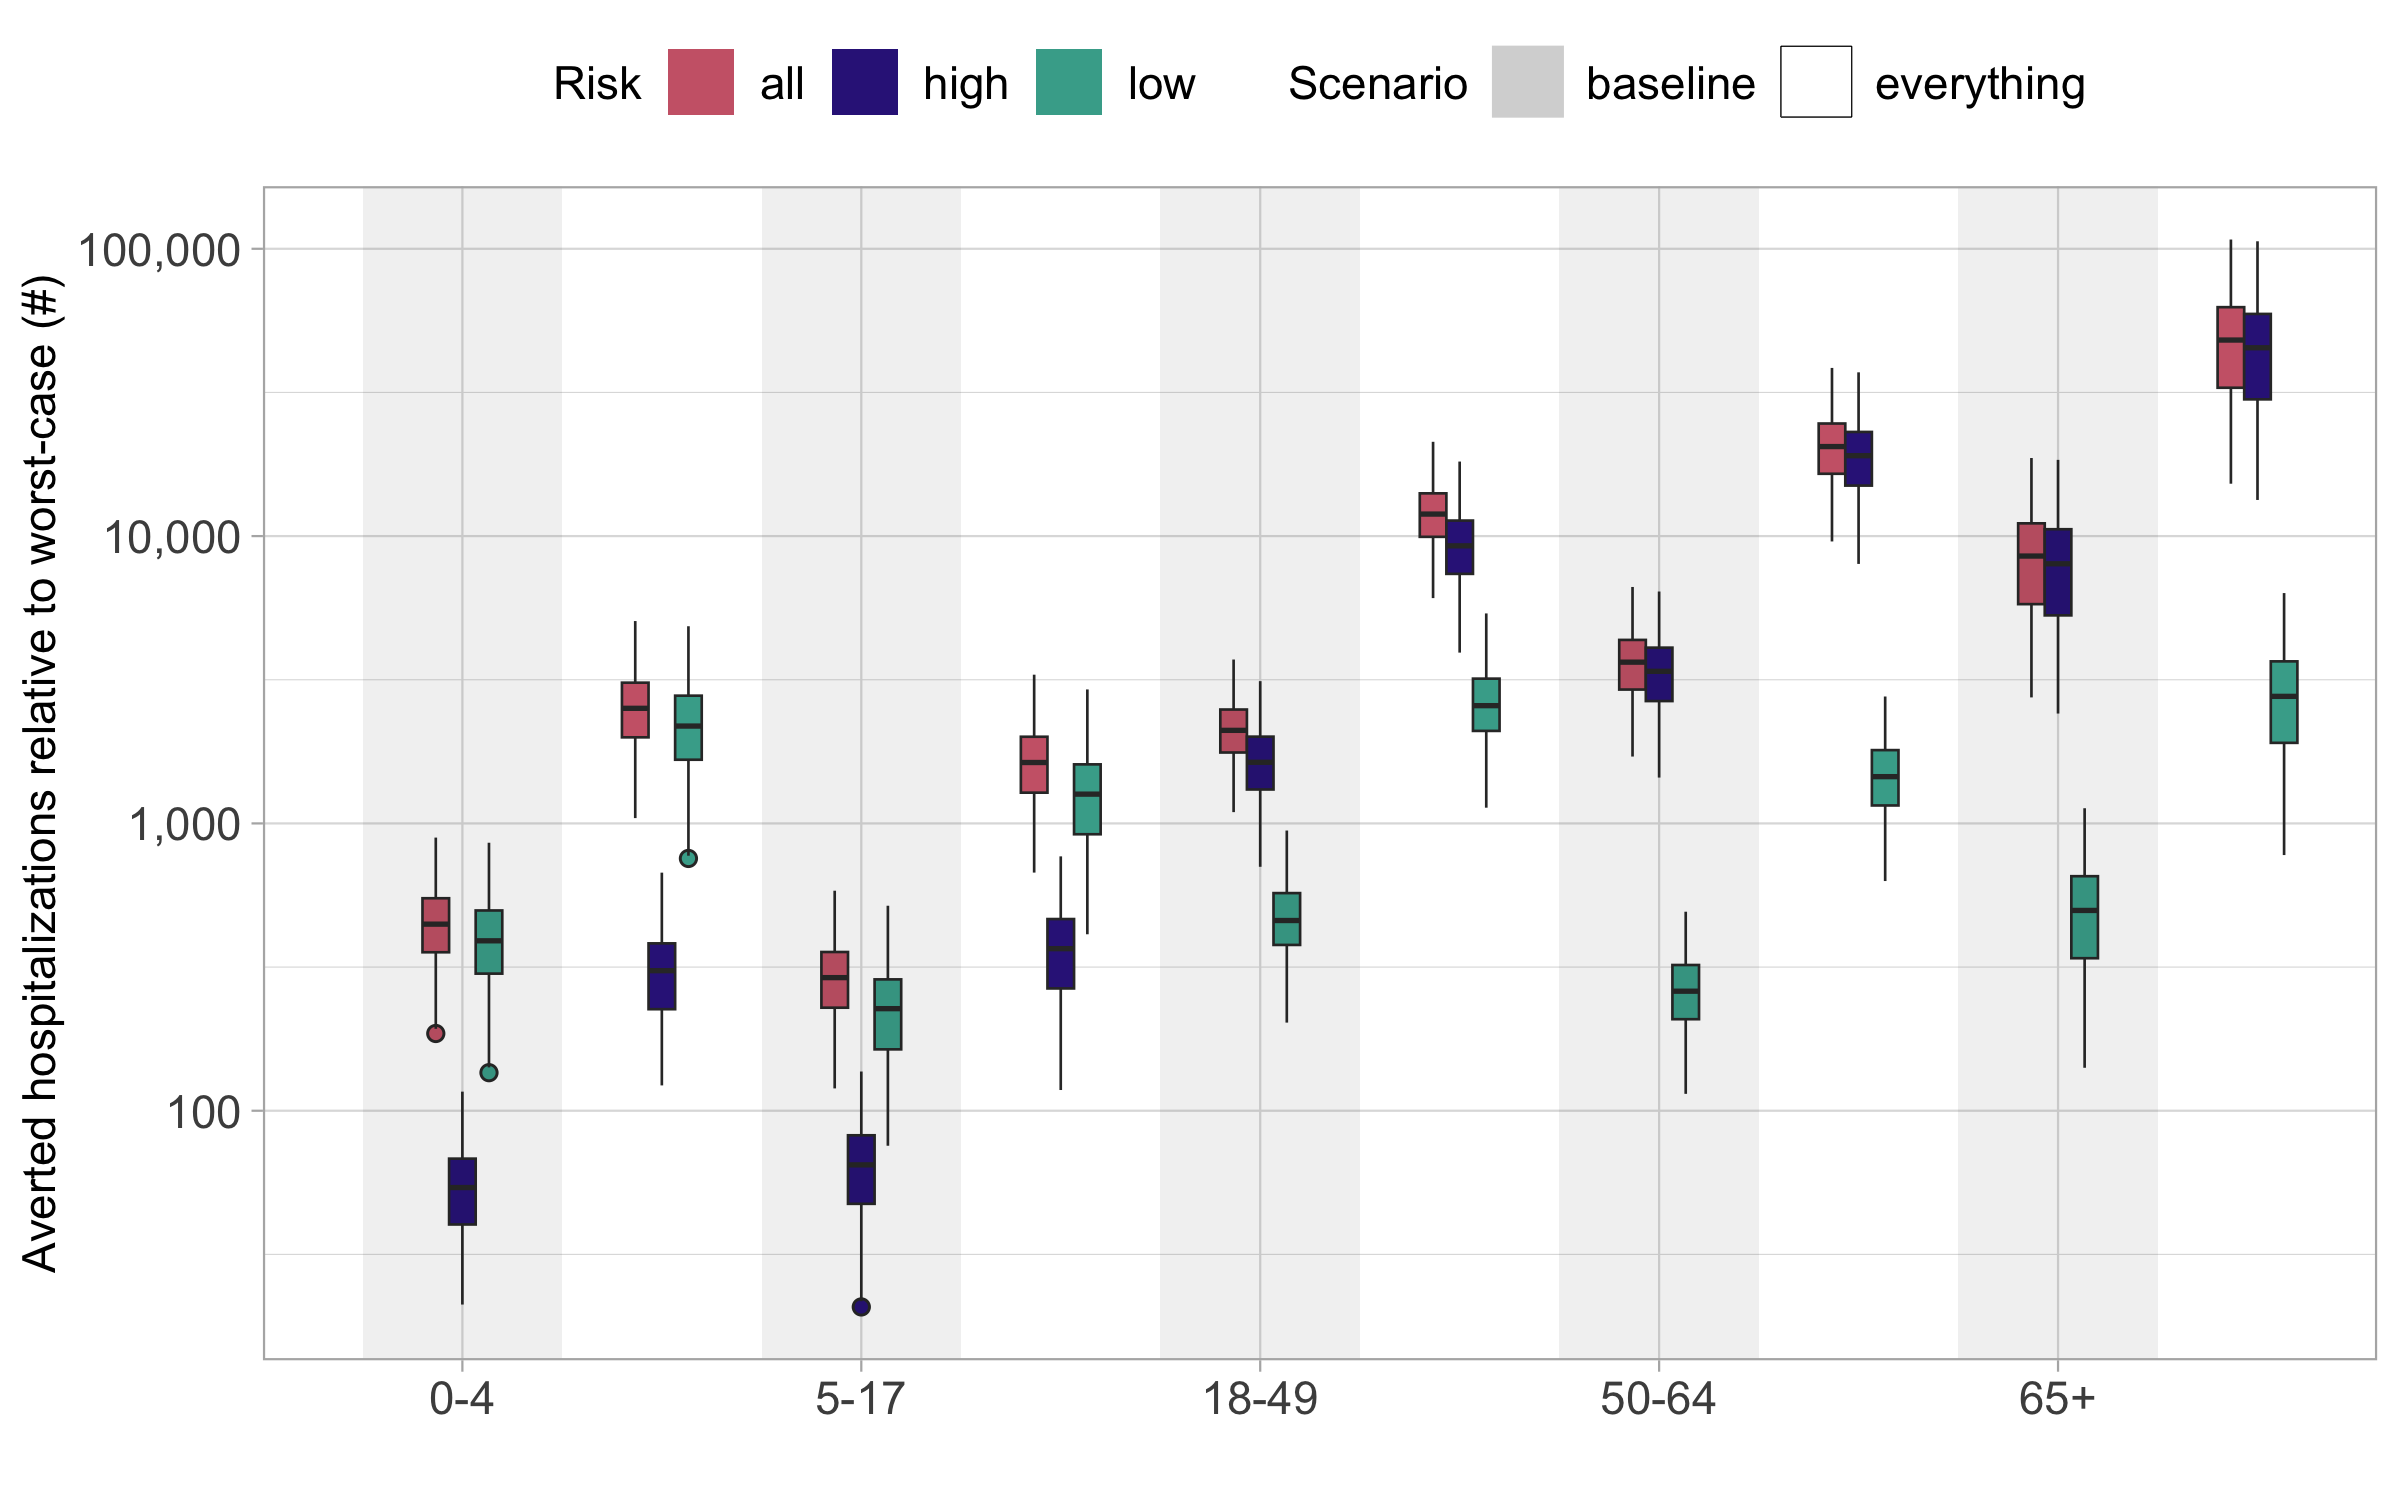 Risk all high low Scenario baseline everything
Averted hospitalizations relative to worst-case (#)
100,000
10,000
1,000
100
0-4 5-17 18-49 50-64 65+